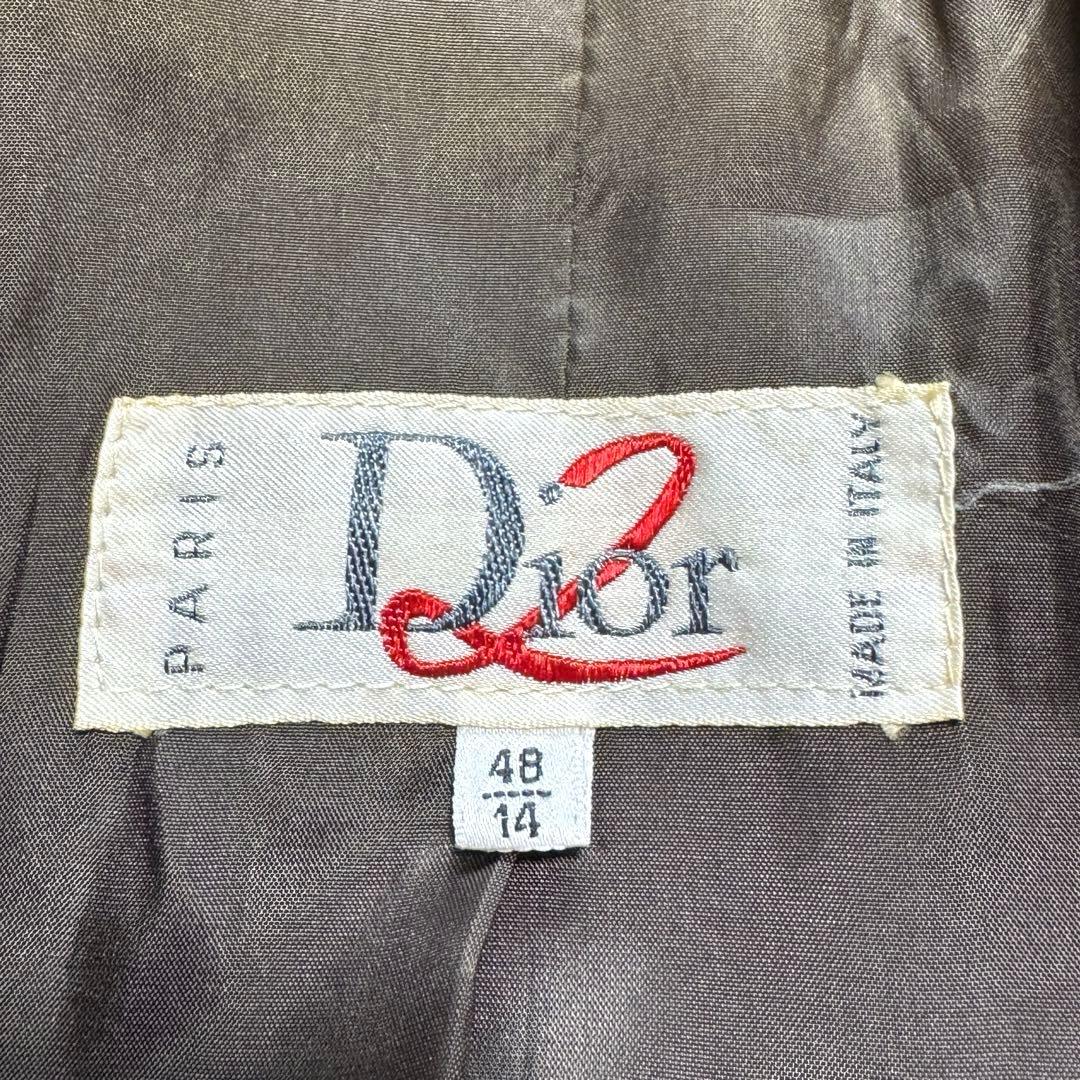 PARIS
Dior 2
MADE IN ITALY
48
14